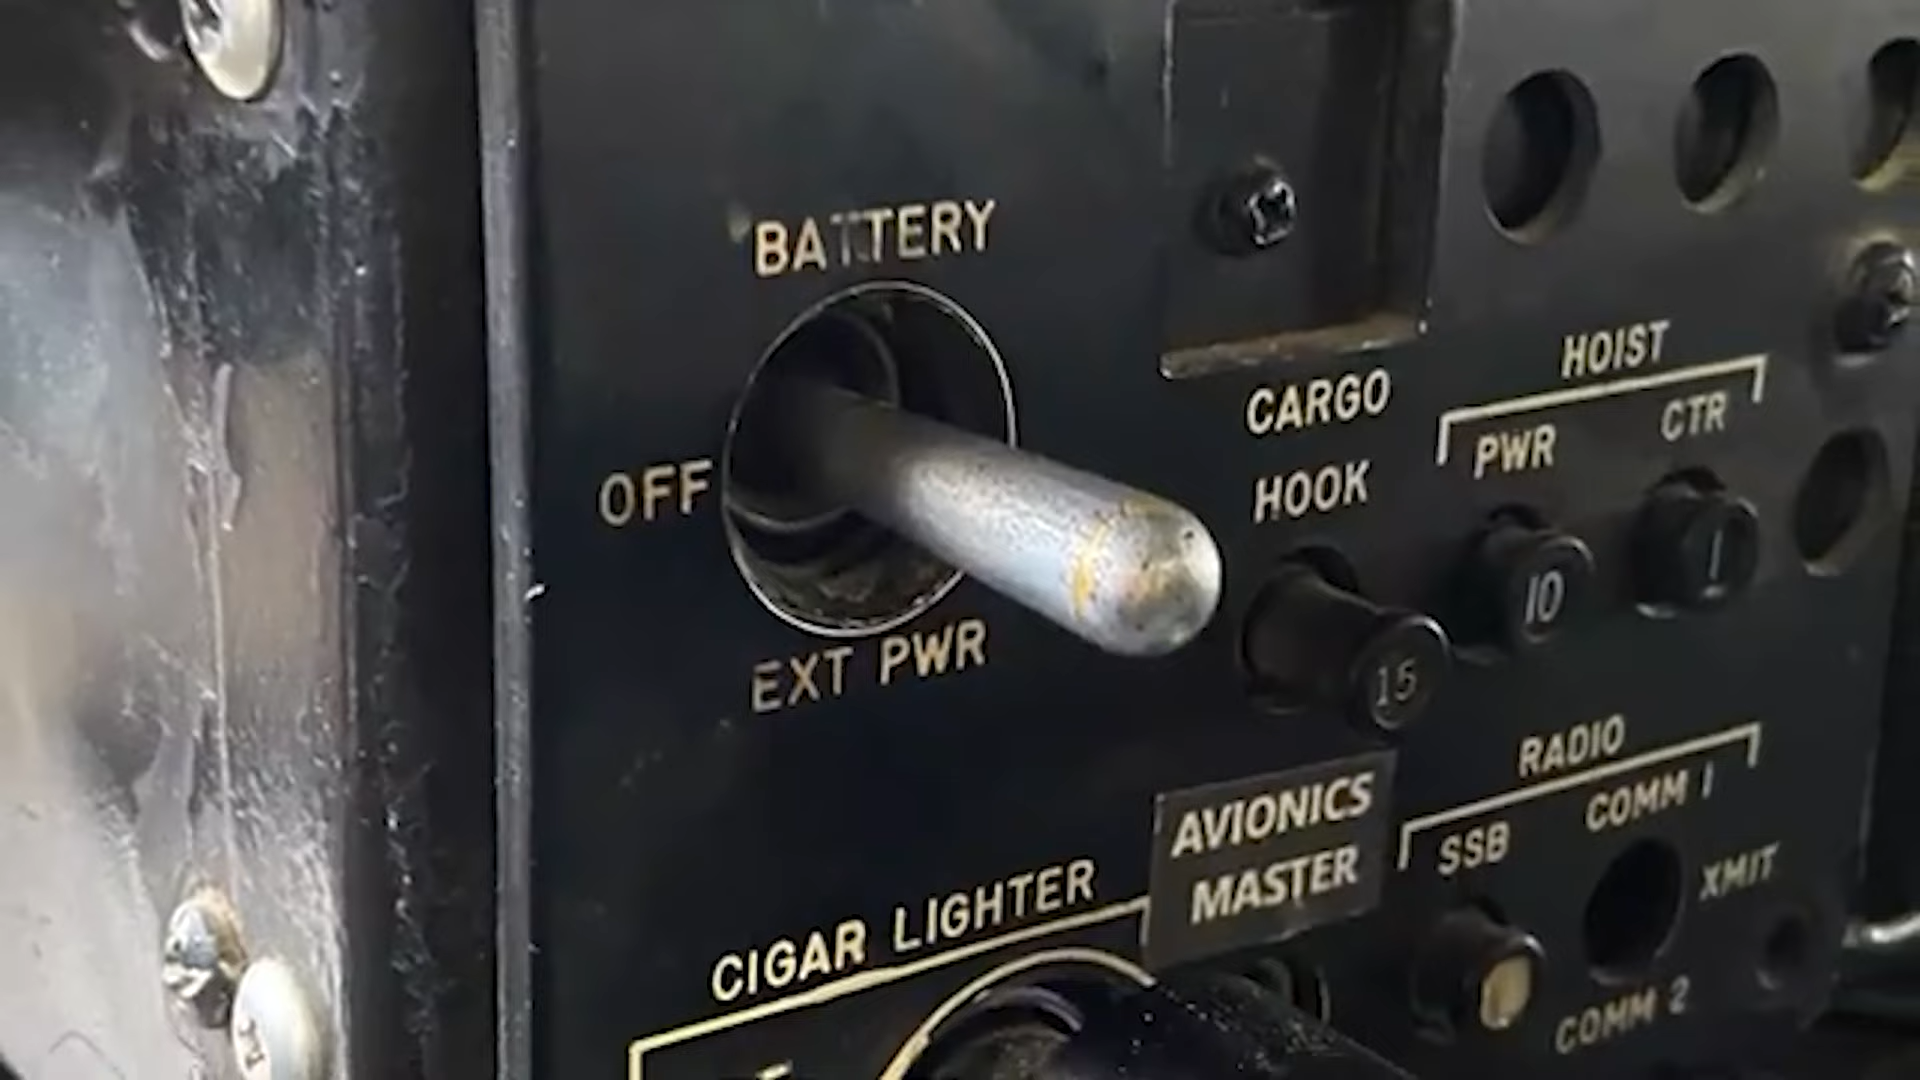 BATTERY
OFF
EXT PWR
CARGO
HOOK
15
HOIST
PWR
CTR
10
1
AVIONICS
MASTER
RADIO
SSB
COMM 1
XMIT
COMM 2
CIGAR LIGHTER